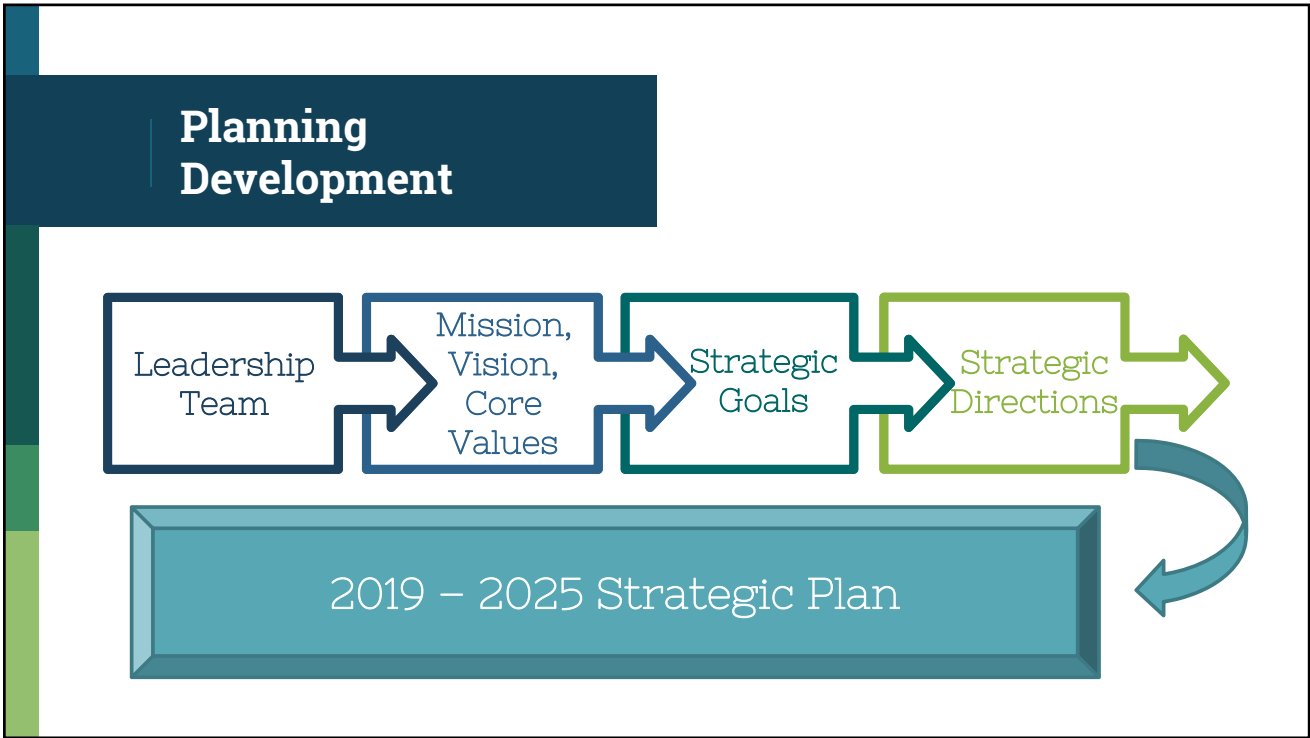 Planning
Development
Leadership
Team
Mission,
Vision,
Core
Values
Strategic
Goals
Strategic
Directions
2019 – 2025 Strategic Plan